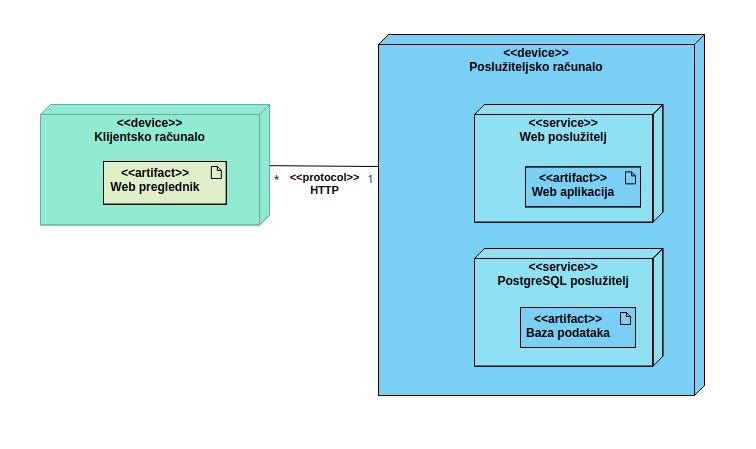 <<device>>
Klijentsko računalo
<<artifact>>
Web preglednik
*
<<protocol>>
HTTP
1
<<device>>
Poslužiteljsko računalo
<<service>>
Web poslužitelj
<<artifact>>
Web aplikacija
<<service>>
PostgreSQL poslužitelj
<<artifact>>
Baza podataka